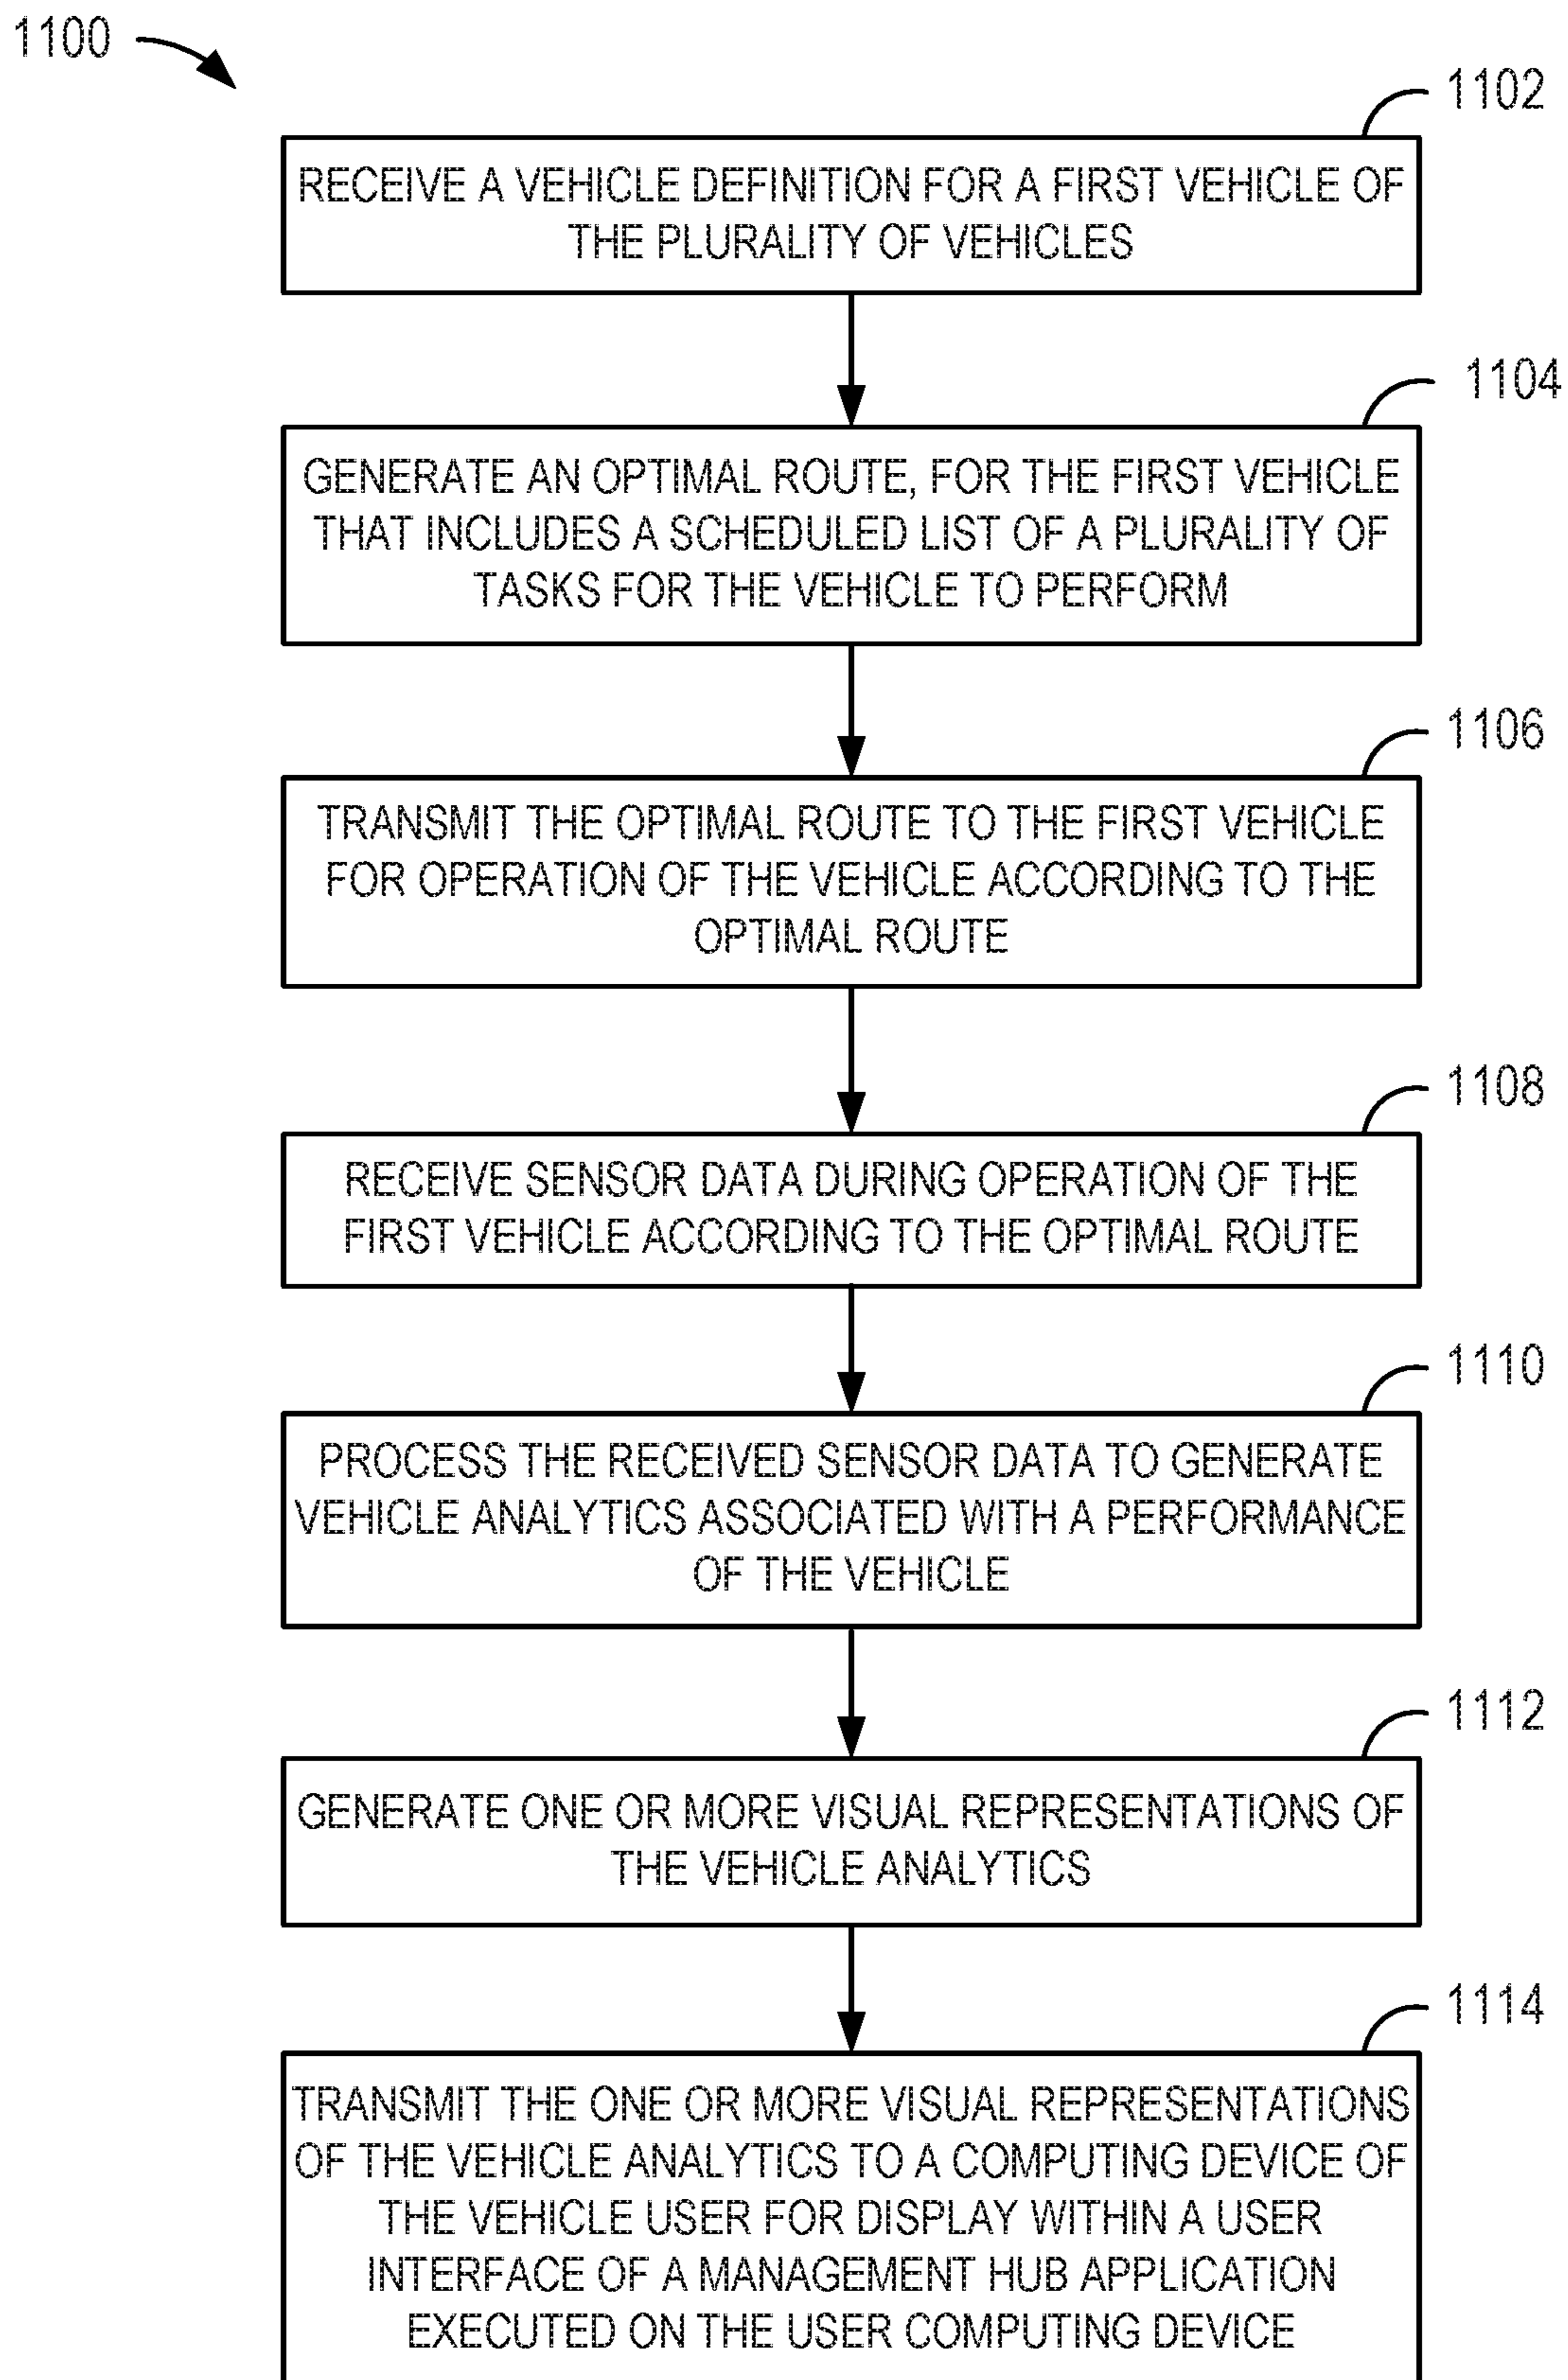 1100
1102
RECEIVE A VEHICLE DEFINITION FOR A FIRST VEHICLE OF
THE PLURALITY OF VEHICLES
1104
GENERATE AN OPTIMAL ROUTE, FOR THE FIRST VEHICLE
THAT INCLUDES A SCHEDULED LIST OF A PLURALITY OF
TASKS FOR THE VEHICLE TO PERFORM
1106
TRANSMIT THE OPTIMAL ROUTE TO THE FIRST VEHICLE
FOR OPERATION OF THE VEHICLE ACCORDING TO THE
OPTIMAL ROUTE
1108
RECEIVE SENSOR DATA DURING OPERATION OF THE
FIRST VEHICLE ACCORDING TO THE OPTIMAL ROUTE
1110
PROCESS THE RECEIVED SENSOR DATA TO GENERATE
VEHICLE ANALYTICS ASSOCIATED WITH A PERFORMANCE
OF THE VEHICLE
1112
GENERATE ONE OR MORE VISUAL REPRESENTATIONS OF
THE VEHICLE ANALYTICS
1114
TRANSMIT THE ONE OR MORE VISUAL REPRESENTATIONS
OF THE VEHICLE ANALYTICS TO A COMPUTING DEVICE OF
THE VEHICLE USER FOR DISPLAY WITHIN A USER
INTERFACE OF A MANAGEMENT HUB APPLICATION
EXECUTED ON THE USER COMPUTING DEVICE